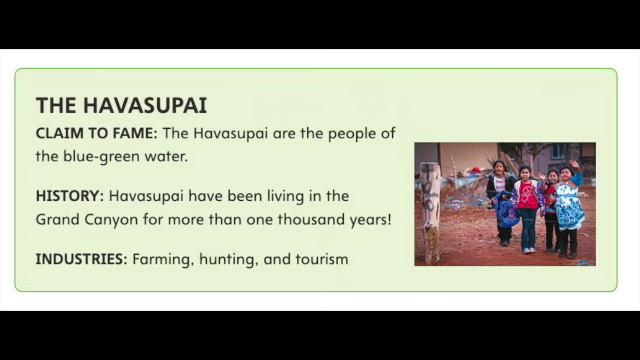 THE HAVASUPAI
CLAIM TO FAME: The Havasupai are the people of
the blue-green water.
HISTORY: Havasupai have been living in the
Grand Canyon for more than one thousand years!
INDUSTRIES: Farming, hunting, and tourism